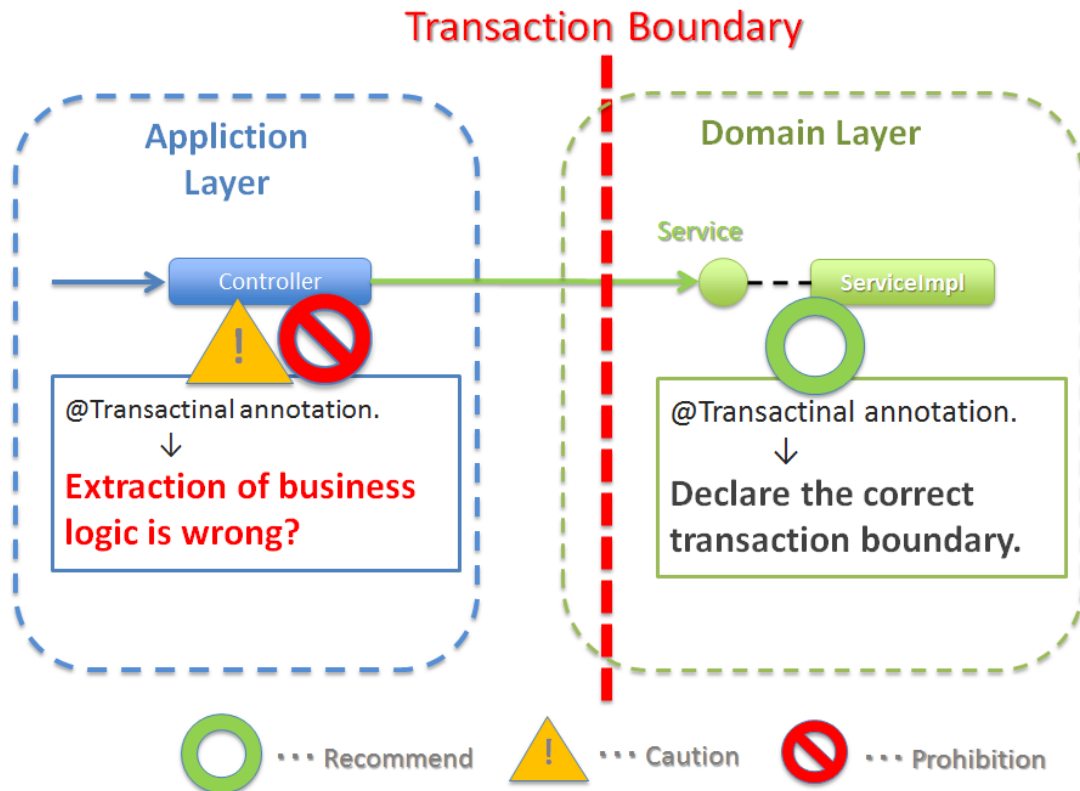 Transaction Boundary
Appliction
Layer
Domain Layer
Service
Controller
ServiceImpl
!
@Transactinal annotation.
↓
Extraction of business
logic is wrong?
@Transactinal annotation.
↓
Declare the correct
transaction boundary.
··· Recommend
!
··· Caution
··· Prohibition